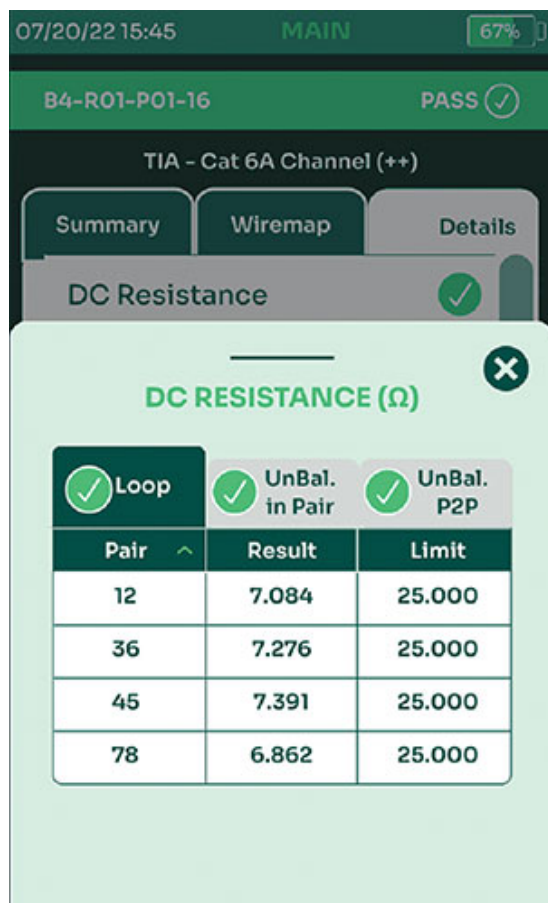 07/20/22 15:45 MAIN 67%
B4-R01-P01-16 PASS
TIA - Cat 6A Channel (++)
Summary Wiremap Details
DC Resistance
DC RESISTANCE (Ω)
Loop UnBal. in Pair UnBal. P2P
Pair Result Limit
12 7.084 25.000
36 7.276 25.000
45 7.391 25.000
78 6.862 25.000